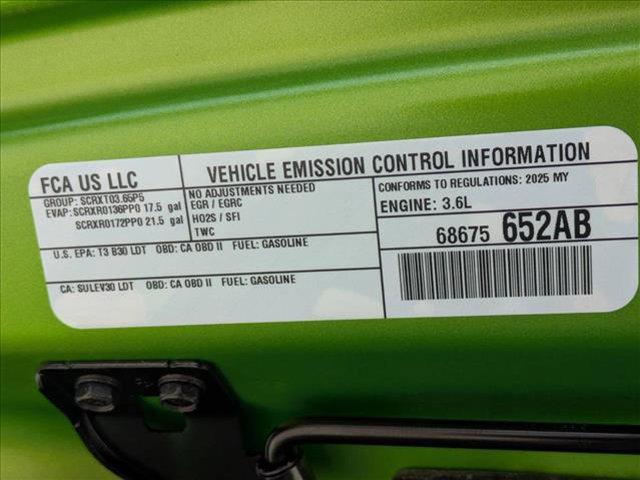 FCA US LLC
GROUP: SCRXT03.65P5
EVAP: SCRXR0136PP0 17.5 gal
SCRXR0172PP0 21.5 gal
VEHICLE EMISSION CONTROL INFORMATION
NO ADJUSTMENTS NEEDED
EGR / EGRC
HO2S / SFI
TWC
CONFORMS TO REGULATIONS: 2025 MY
ENGINE: 3.6L
68675 652AB
U.S. EPA: T3 B30 LDT OBD: CA OBD II FUEL: GASOLINE
CA: SULEV30 LDT OBD: CA OBD II FUEL: GASOLINE